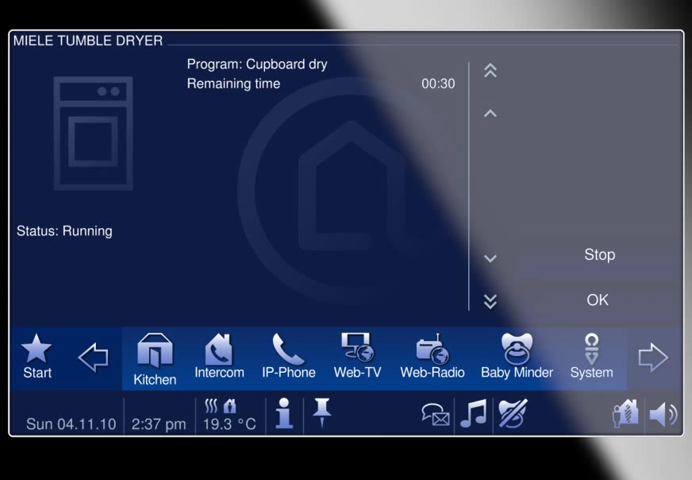 MIELE TUMBLE DRYER
Program: Cupboard dry
Remaining time 00:30
Status: Running
Stop
OK
Start
Kitchen
Intercom
IP-Phone
Web-TV
Web-Radio
Baby Minder
System
Sun 04.11.10
2:37 pm
19.3 °C